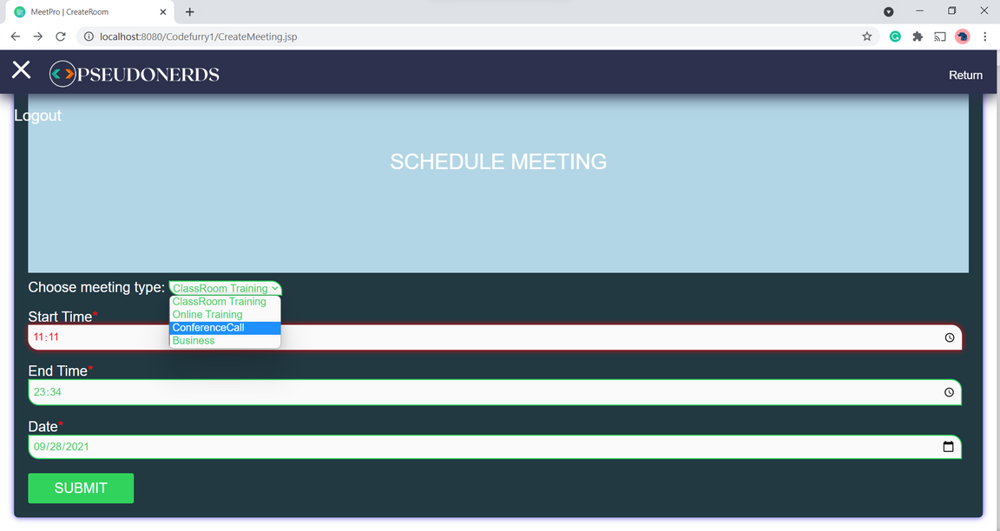 MeetPro | CreateRoom
localhost:8080/Codefurry1/CreateMeeting.jsp
G
PSEUDONERDS
Return
Logout
SCHEDULE MEETING
Choose meeting type: ClassRoom Training
ClassRoom Training
Online Training
ConferenceCall
Business
Start Time*
11:11
End Time*
23:34
Date*
09/28/2021
SUBMIT